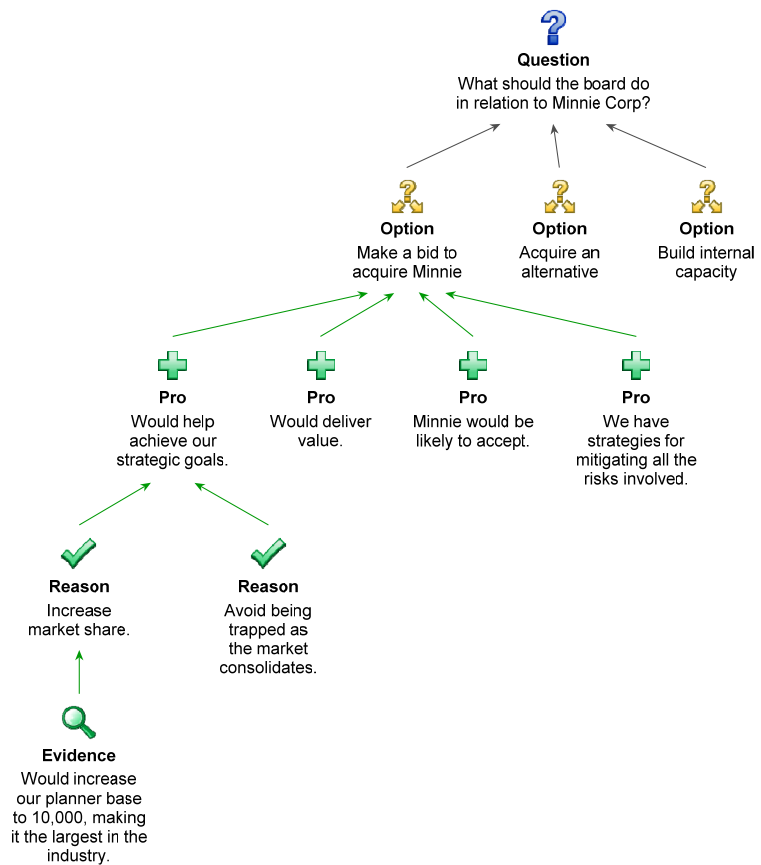 Question
What should the board do
in relation to Minnie Corp?
Option
Make a bid to
acquire Minnie
Option
Acquire an
alternative
Option
Build internal
capacity
Pro
Would help
achieve our
strategic goals.
Pro
Would deliver
value.
Pro
Minnie would be
likely to accept.
Pro
We have
strategies for
mitigating all the
risks involved.
Reason
Increase
market share.
Reason
Avoid being
trapped as
the market
consolidates.
Evidence
Would increase
our planner base
to 10,000, making
it the largest in the
industry.